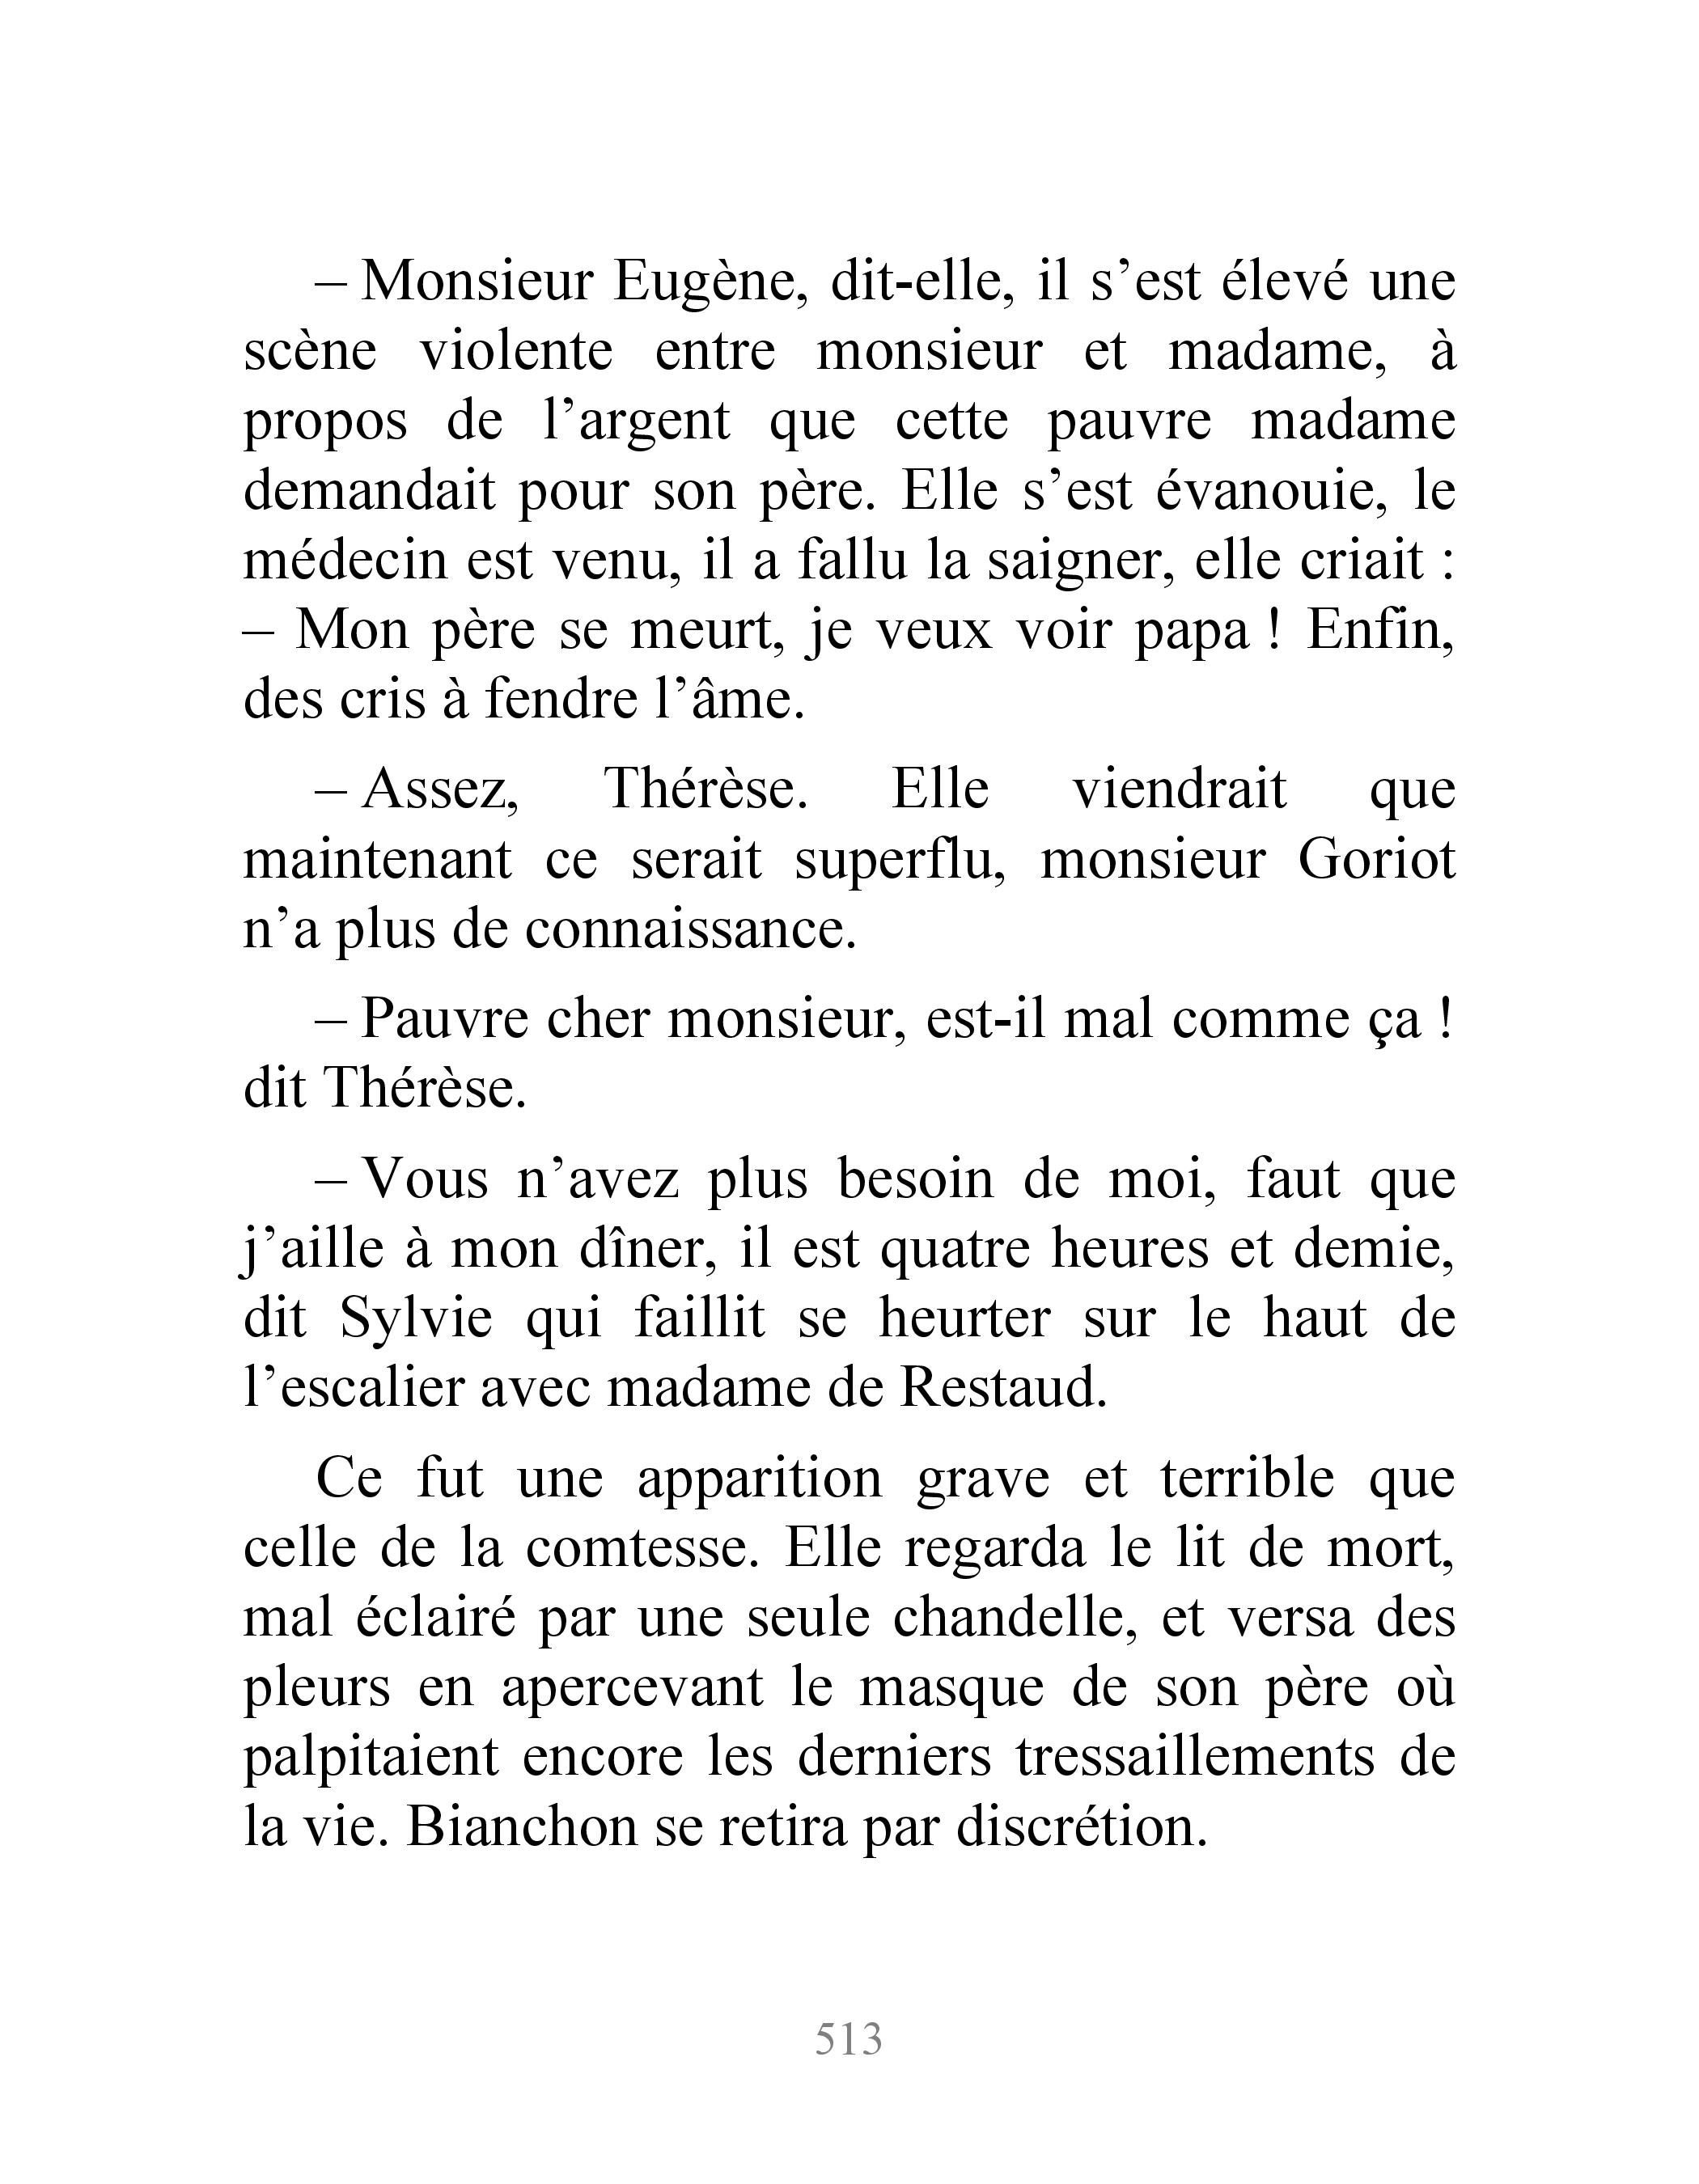 – Monsieur Eugène, dit-elle, il s’est élevé une
scène violente entre monsieur et madame, à
propos de l’argent que cette pauvre madame
demandait pour son père. Elle s’est évanouie, le
médecin est venu, il a fallu la saigner, elle criait :
– Mon père se meurt, je veux voir papa ! Enfin,
des cris à fendre l’âme.
– Assez, Thérèse. Elle viendrait que
maintenant ce serait superflu, monsieur Goriot
n’a plus de connaissance.
– Pauvre cher monsieur, est-il mal comme ça !
dit Thérèse.
– Vous n’avez plus besoin de moi, faut que
j’aille à mon dîner, il est quatre heures et demie,
dit Sylvie qui faillit se heurter sur le haut de
l’escalier avec madame de Restaud.
Ce fut une apparition grave et terrible que
celle de la comtesse. Elle regarda le lit de mort,
mal éclairé par une seule chandelle, et versa des
pleurs en apercevant le masque de son père où
palpitaient encore les derniers tressaillements de
la vie. Bianchon se retira par discrétion.
513